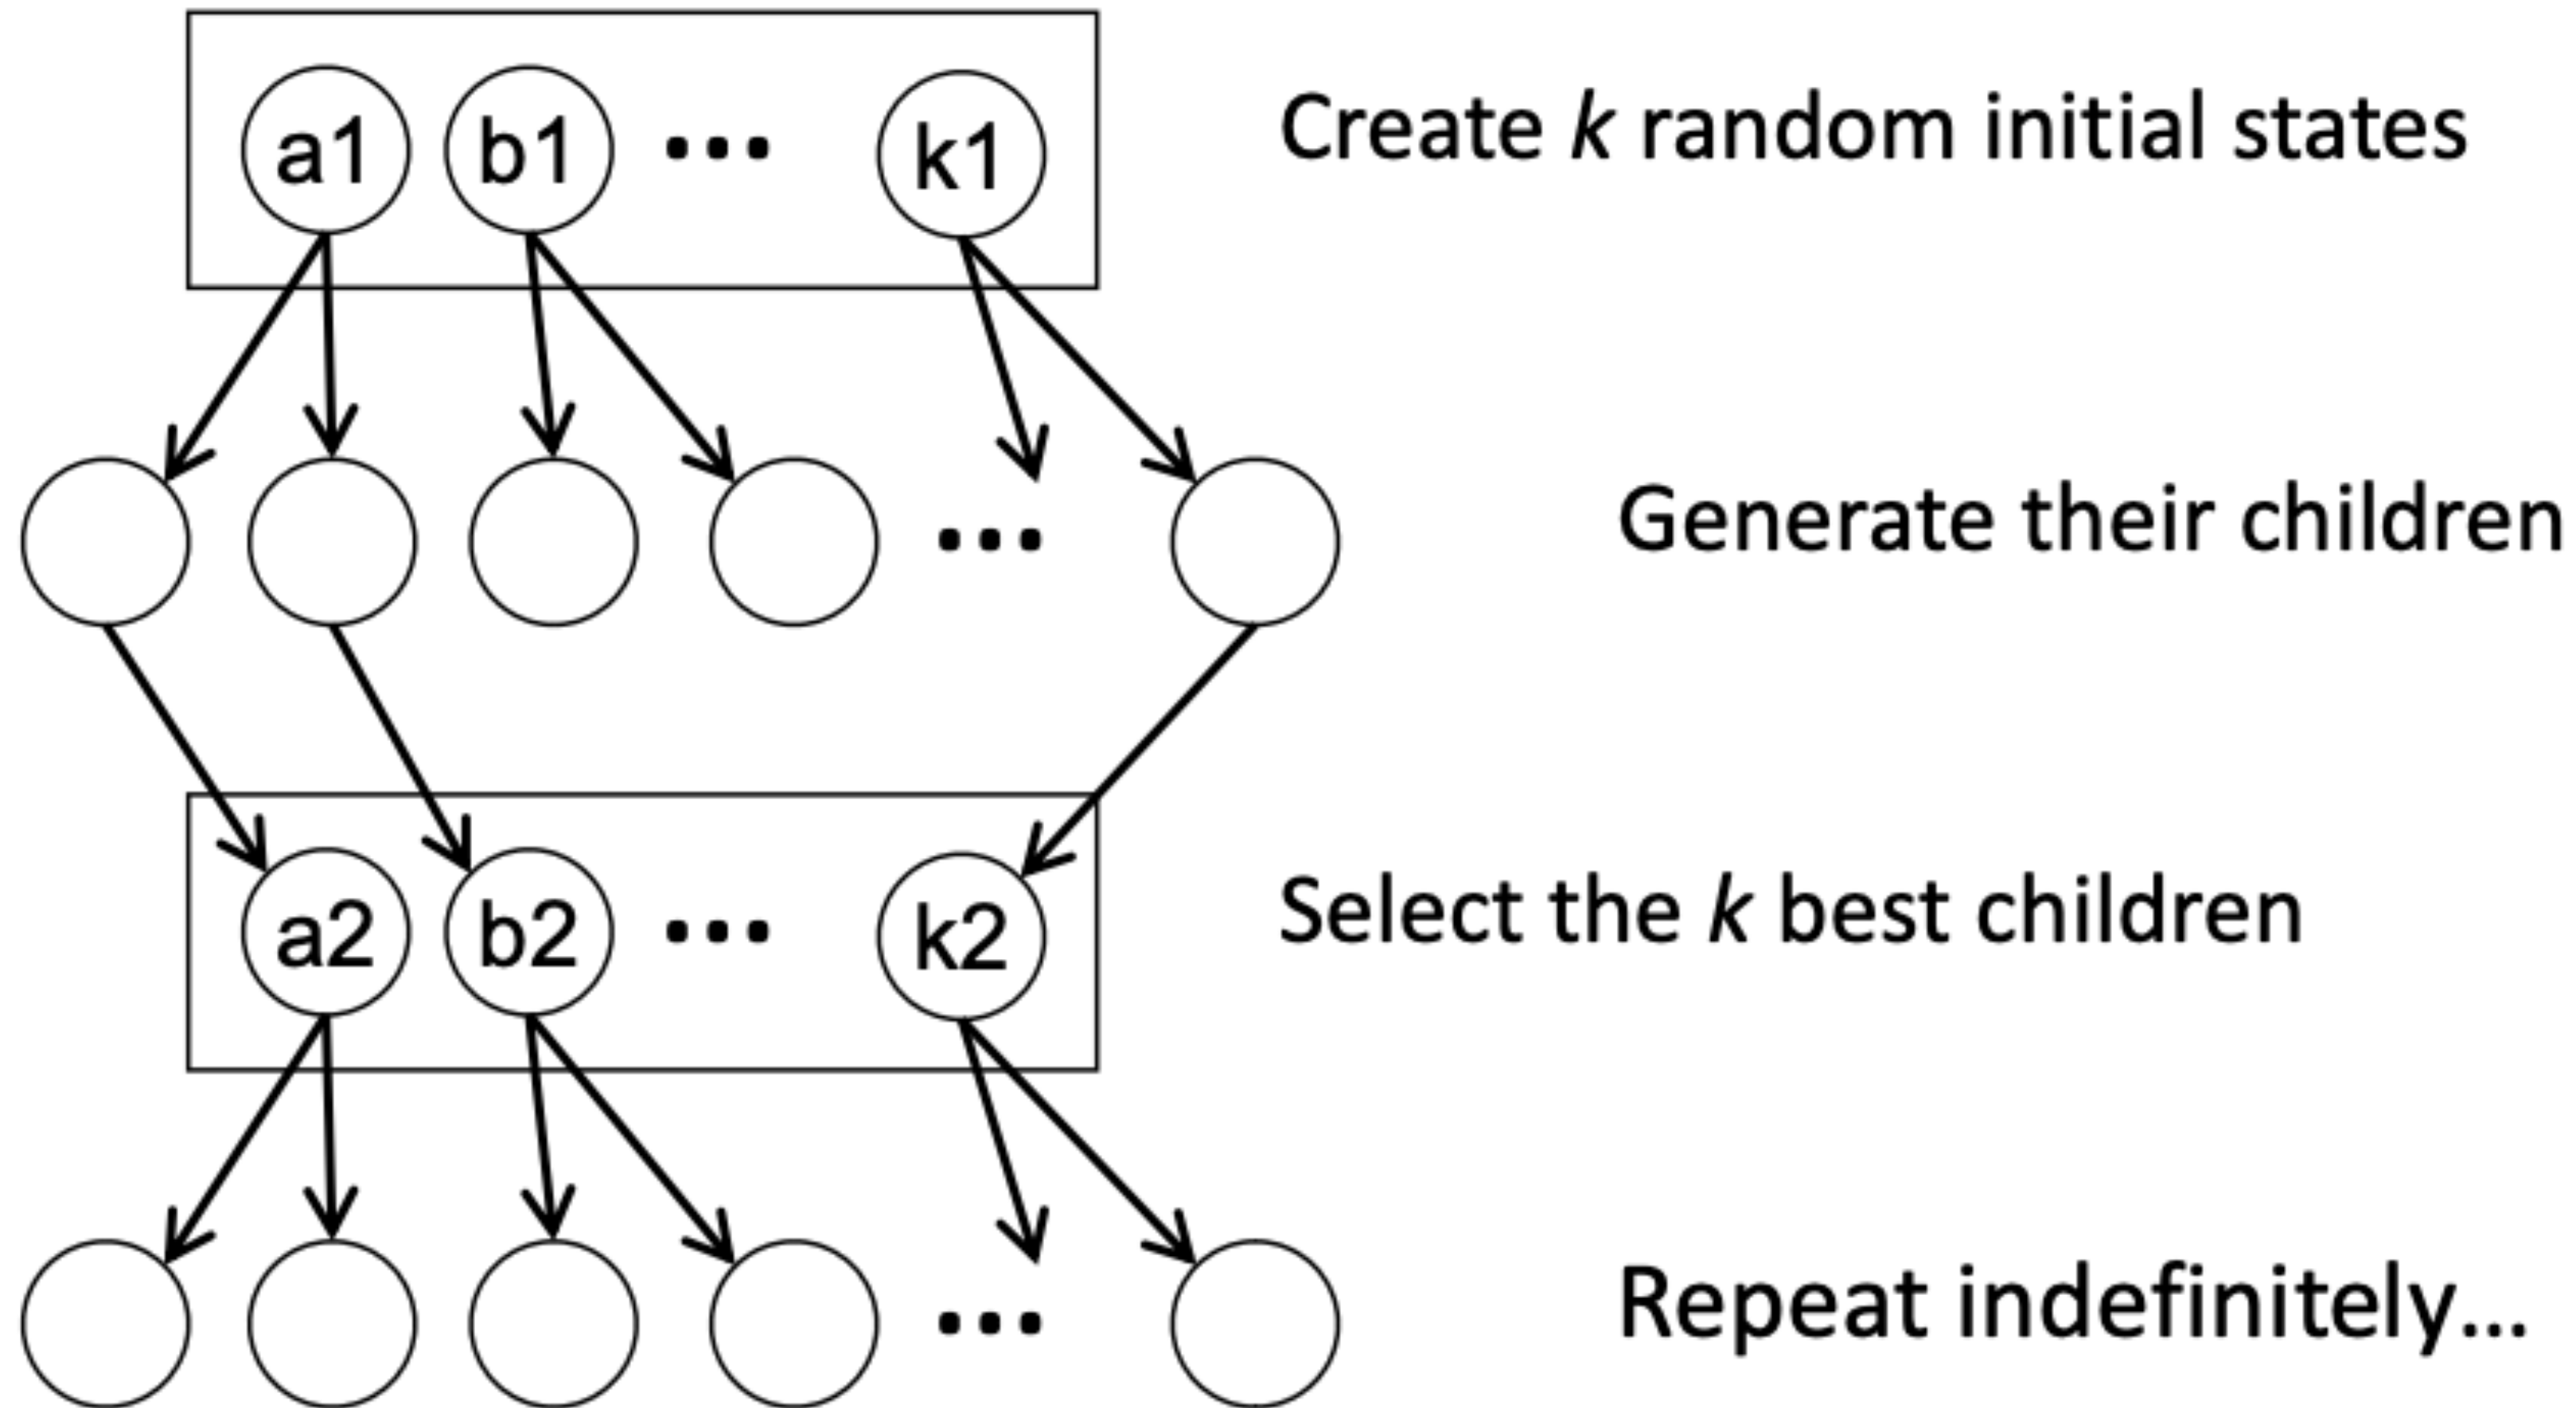 a1 b1 ... k1 Create k random initial states
... Generate their children
a2 b2 ... k2 Select the k best children
... Repeat indefinitely...